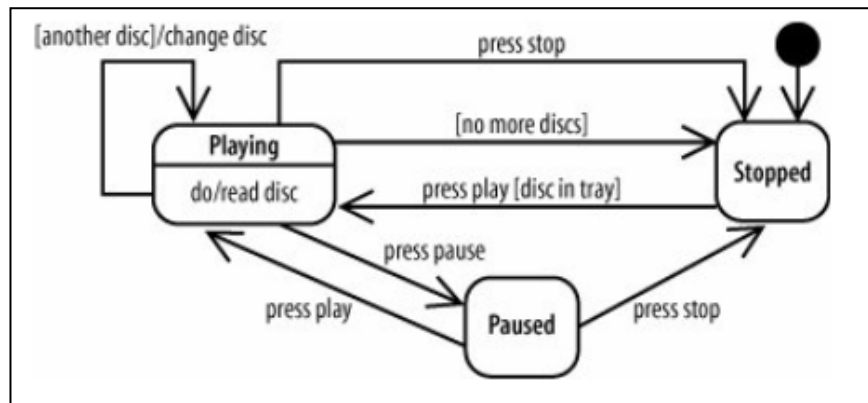 [another disc]/change disc
press stop
Playing
[no more discs]
do/read disc
press play [disc in tray]
Stopped
press pause
press play
Paused
press stop